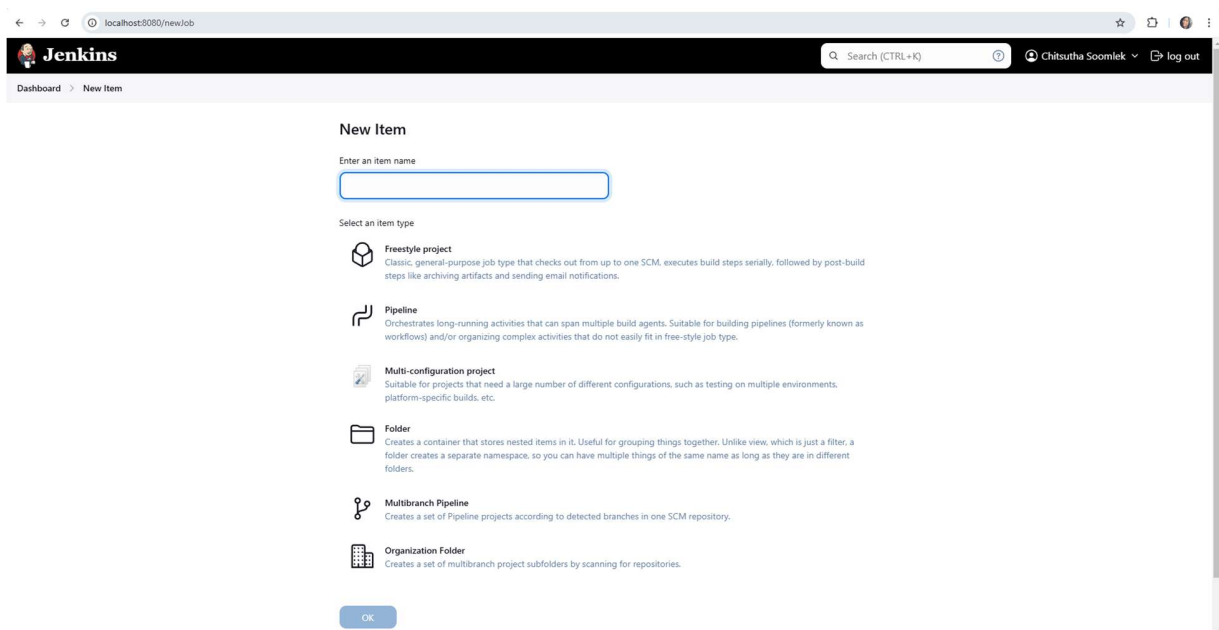 localhost:8080/newJob
Jenkins
Search (CTRL+K)
Chitsutha Soomlek
log out
Dashboard > New Item
New Item
Enter an item name
Select an item type
Freestyle project
Classic, general-purpose job type that checks out from up to one SCM, executes build steps serially, followed by post-build
steps like archiving artifacts and sending email notifications.
Pipeline
Orchestrates long-running activities that can span multiple build agents. Suitable for building pipelines (formerly known as
workflows) and/or organizing complex activities that do not easily fit in free-style job type.
Multi-configuration project
Suitable for projects that need a large number of different configurations, such as testing on multiple environments,
platform-specific builds, etc.
Folder
Creates a container that stores nested items in it. Useful for grouping things together. Unlike view, which is just a filter, a
folder creates a separate namespace, so you can have multiple things of the same name as long as they are in different
folders.
Multibranch Pipeline
Creates a set of Pipeline projects according to detected branches in one SCM repository.
Organization Folder
Creates a set of multibranch project subfolders by scanning for repositories.
OK